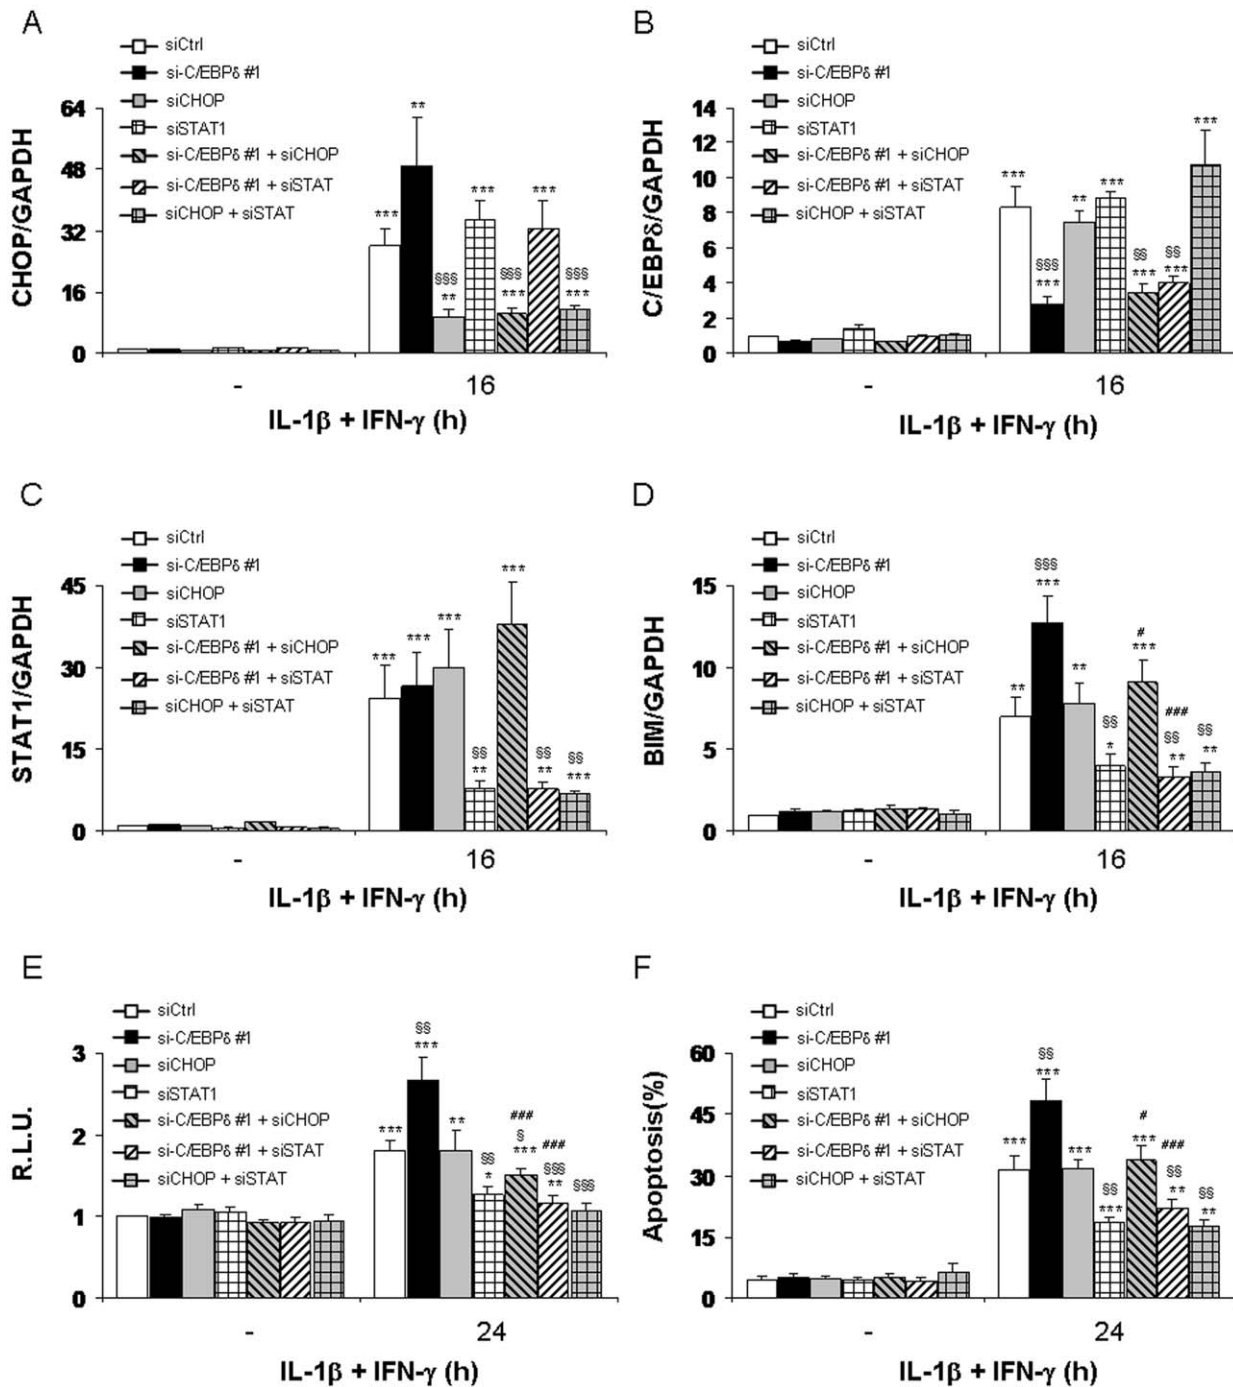 A
siCtrl
si-C/EBPδ #1
siCHOP
siSTAT1
si-C/EBPδ #1 + siCHOP
si-C/EBPδ #1 + siSTAT
siCHOP + siSTAT
CHOP/GAPDH
64
48
32
16
0
***
**
§§§
**
***
§§§
***
***
§§§
***
- 16
IL-1β + IFN-γ (h)
B
siCtrl
si-C/EBPδ #1
siCHOP
siSTAT1
si-C/EBPδ #1 + siCHOP
si-C/EBPδ #1 + siSTAT
siCHOP + siSTAT
C/EBPδ/GAPDH
14
12
10
8
6
4
2
0
***
§§§
***
**
***
§§
***
§§
***
***
- 16
IL-1β + IFN-γ (h)
C
siCtrl
si-C/EBPδ #1
siCHOP
siSTAT1
si-C/EBPδ #1 + siCHOP
si-C/EBPδ #1 + siSTAT
siCHOP + siSTAT
STAT1/GAPDH
45
30
15
0
***
***
***
§§
**
***
§§
**
§§
***
- 16
IL-1β + IFN-γ (h)
D
siCtrl
si-C/EBPδ #1
siCHOP
siSTAT1
si-C/EBPδ #1 + siCHOP
si-C/EBPδ #1 + siSTAT
siCHOP + siSTAT
BIM/GAPDH
15
10
5
0
**
§§§
***
**
§§
*
#
***
###
§§
**
§§
**
- 16
IL-1β + IFN-γ (h)
E
siCtrl
si-C/EBPδ #1
siCHOP
siSTAT1
si-C/EBPδ #1 + siCHOP
si-C/EBPδ #1 + siSTAT
siCHOP + siSTAT
R.L.U.
3
2
1
0
***
§§
***
**
§§
*
###
§
***
###
§§§
**
§§§
- 24
IL-1β + IFN-γ (h)
F
siCtrl
si-C/EBPδ #1
siCHOP
siSTAT1
si-C/EBPδ #1 + siCHOP
si-C/EBPδ #1 + siSTAT
siCHOP + siSTAT
Apoptosis(%)
60
45
30
15
0
***
§§
***
***
§§
***
#
***
###
§§
**
§§
**
- 24
IL-1β + IFN-γ (h)